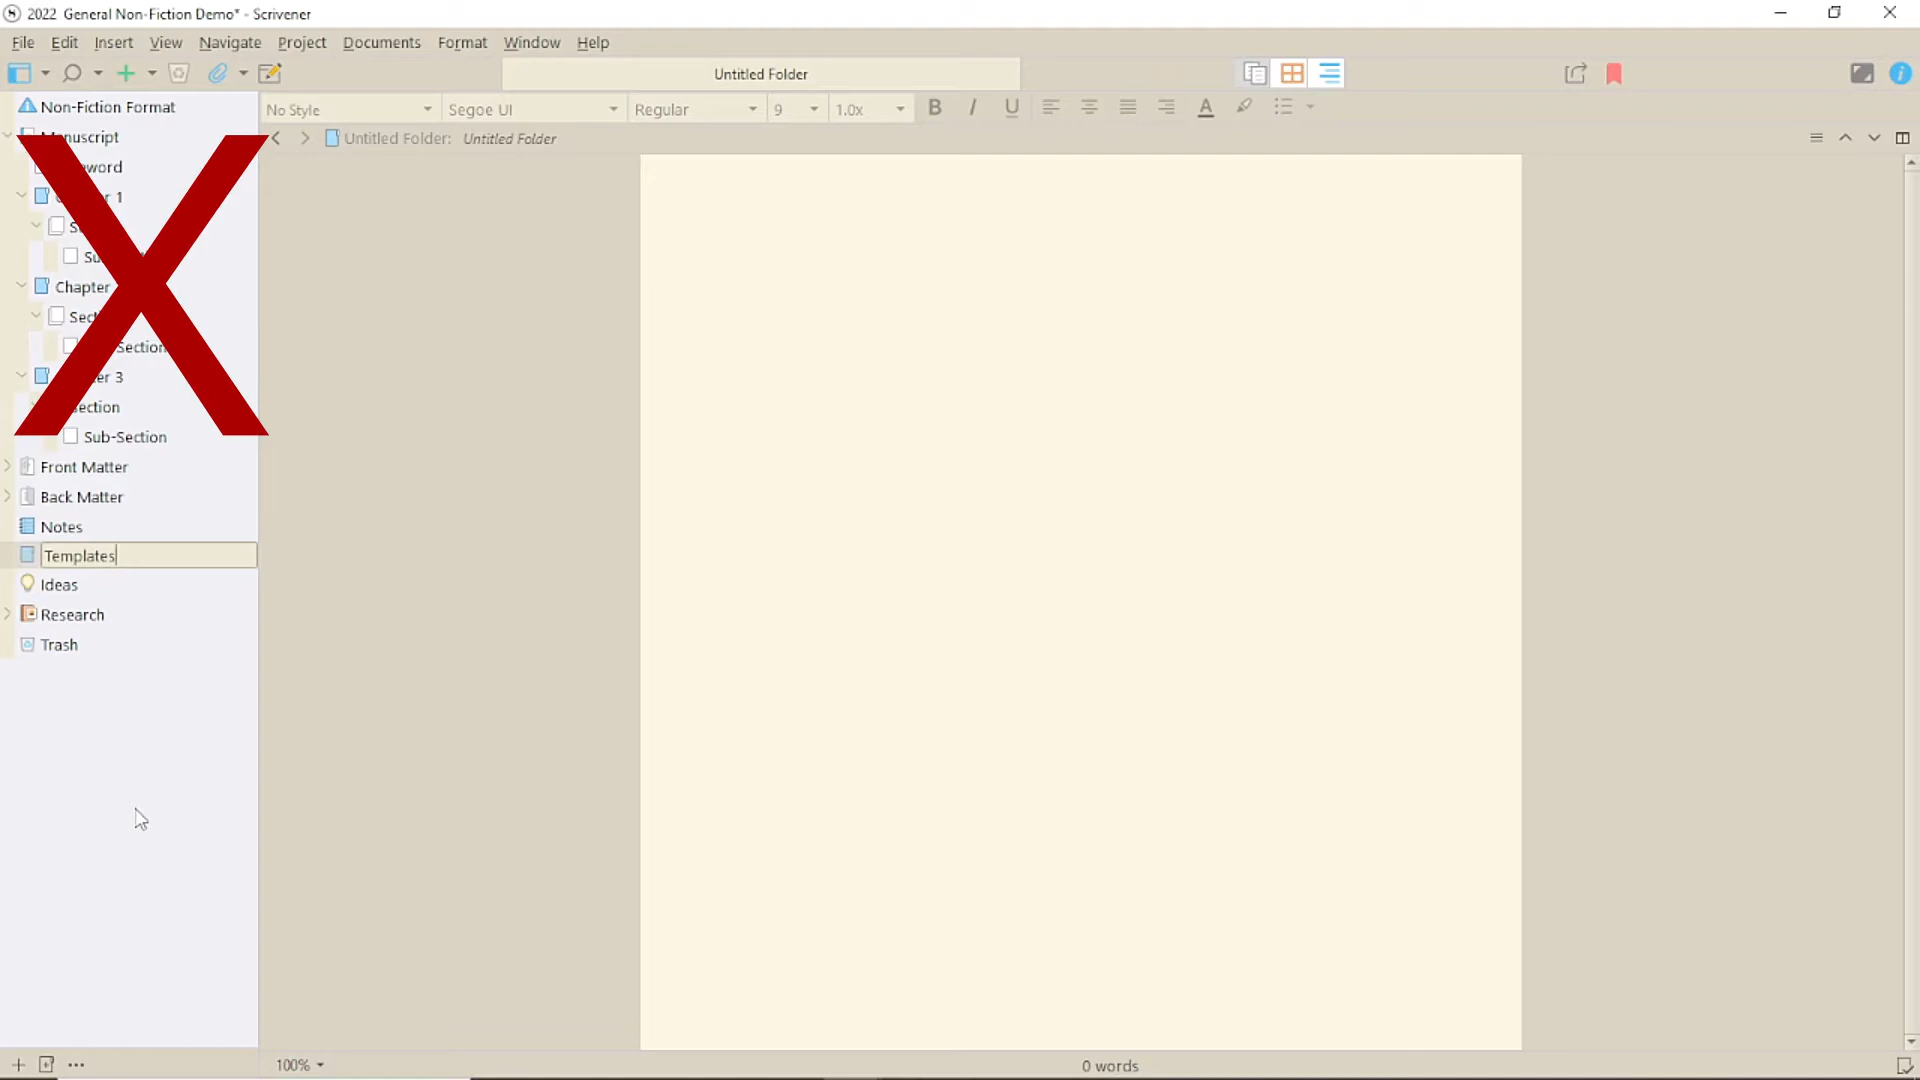 2022 General Non-Fiction Demo* - Scrivener
File Edit Insert View Navigate Project Documents Format Window Help
Untitled Folder
No Style Segoe UI Regular 9 1.0x B I U A
Untitled Folder: Untitled Folder
Non-Fiction Format
Chapter
Section
Sub-Section
Front Matter
Back Matter
Notes
Templates
Ideas
Research
Trash
100%
0 words